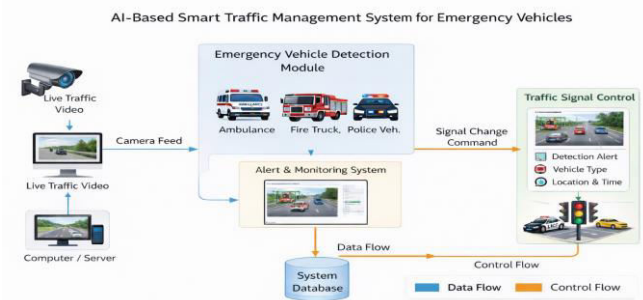 AI-Based Smart Traffic Management System for Emergency Vehicles
Live Traffic
Video
Live Traffic Video
Computer / Server
Camera Feed
Emergency Vehicle Detection
Module
Ambulance
Fire Truck,
Police Veh.
Alert & Monitoring System
Data Flow
System
Database
Signal Change
Command
Traffic Signal Control
Detection Alert
Vehicle Type
Location & Time
Control Flow
Data Flow
Control Flow